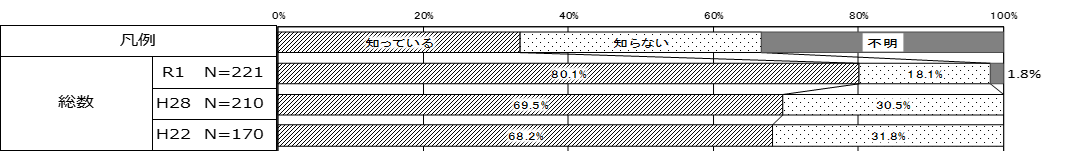 0% 20% 40% 60% 80% 100%
凡例 知っている 知らない 不明
総数
R1 N=221 80.1% 18.1% 1.8%
H28 N=210 69.5% 30.5%
H22 N=170 68.2% 31.8%